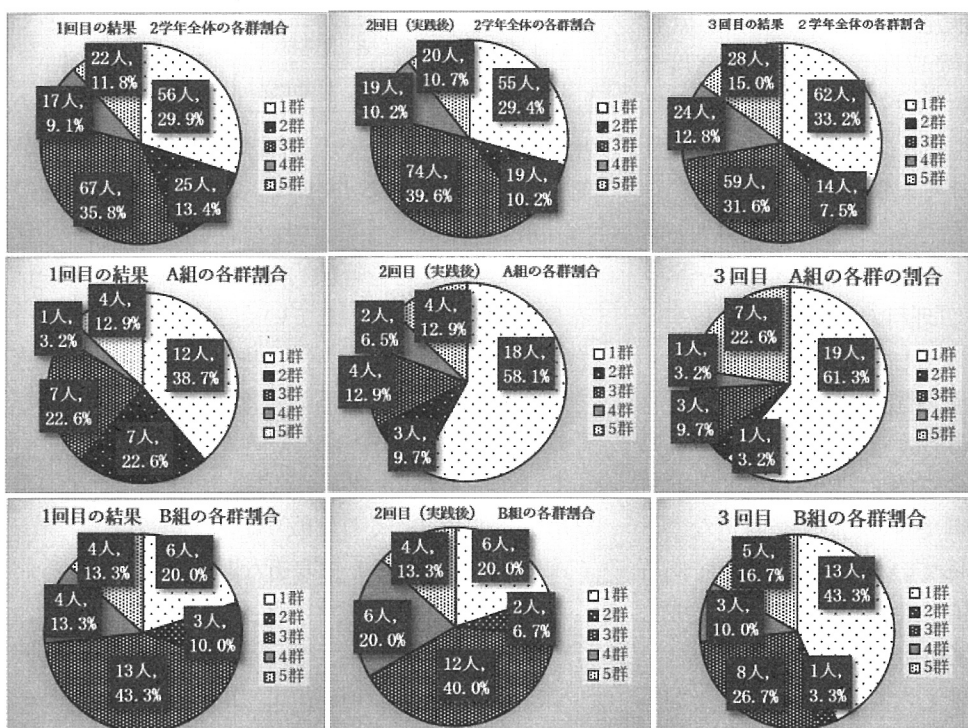 1回目の結果　2学年全体の各群割合
22人,
11.8%
56人,
29.9%
17人,
9.1%
67人,
35.8%
25人,
13.4%
1群
2群
3群
4群
5群
2回目(実践後)　2学年全体の各群割合
20人,
10.7%
55人,
29.4%
19人,
10.2%
74人,
39.6%
19人,
10.2%
1群
2群
3群
4群
5群
3回目の結果　2学年全体の各群割合
28人,
15.0%
62人,
33.2%
24人,
12.8%
59人,
31.6%
14人,
7.5%
1群
2群
3群
4群
5群
1回目の結果　A組の各群割合
4人,
12.9%
1人,
3.2%
12人,
38.7%
7人,
22.6%
7人,
22.6%
1群
2群
3群
4群
5群
2回目(実践後)　A組の各群割合
4人,
12.9%
2人,
6.5%
18人,
58.1%
4人,
12.9%
3人,
9.7%
1群
2群
3群
4群
5群
3回目　A組の各群の割合
7人,
22.6%
19人,
61.3%
1人,
3.2%
3人,
9.7%
1人,
3.2%
1群
2群
3群
4群
5群
1回目の結果　B組の各群割合
4人,
13.3%
6人,
20.0%
4人,
13.3%
3人,
10.0%
13人,
43.3%
1群
2群
3群
4群
5群
2回目(実践後)　B組の各群割合
4人,
13.3%
6人,
20.0%
6人,
20.0%
2人,
6.7%
12人,
40.0%
1群
2群
3群
4群
5群
3回目　B組の各群割合
5人,
16.7%
13人,
43.3%
3人,
10.0%
8人,
26.7%
1人,
3.3%
1群
2群
3群
4群
5群